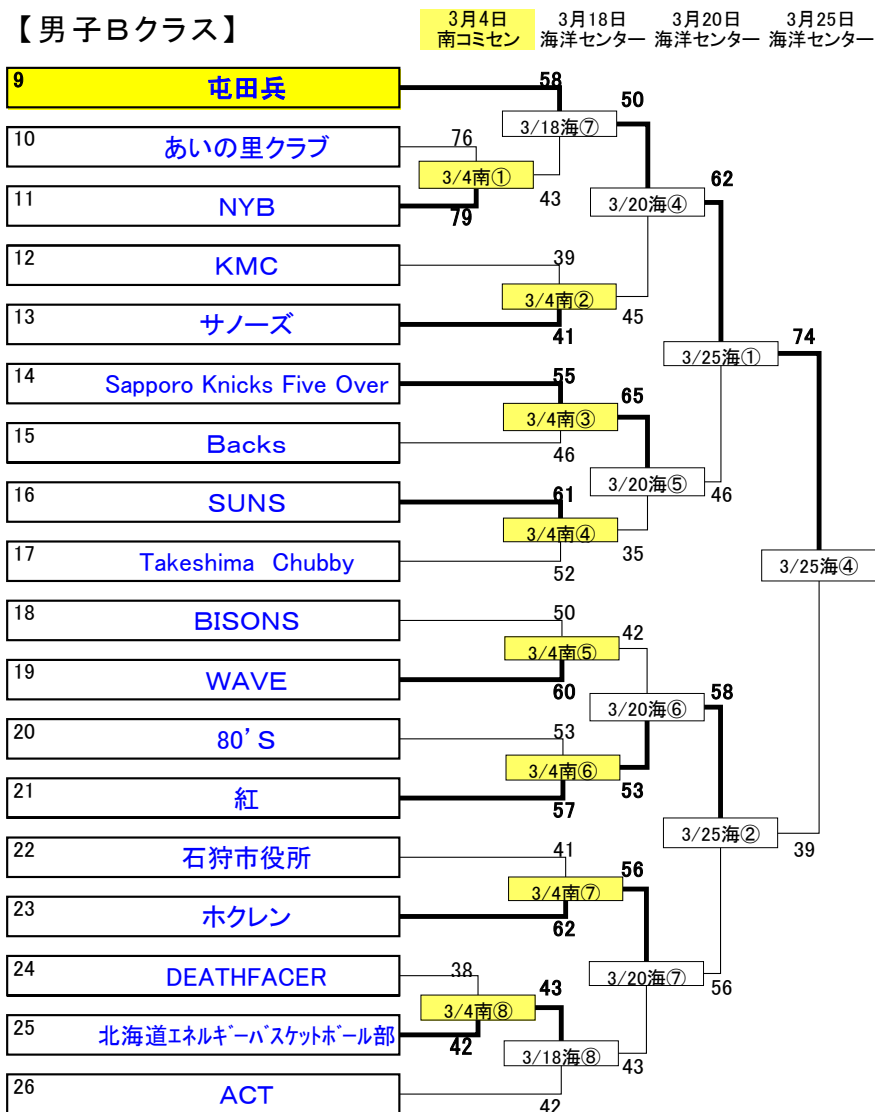 【男子Bクラス】
3月4日 3月18日 3月20日 3月25日
南コミセン 海洋センター 海洋センター 海洋センター
9 屯田兵 58
50
3/18海⑦
10 あいの里クラブ 76
3/4南① 62
43
11 NYB 79
3/20海④
12 KMC 39
3/4南② 45
13 サノーズ 41
74
3/25海①
14 Sapporo Knicks Five Over 55
65
3/4南③
15 Backs 46
3/20海⑤ 46
16 SUNS 61
3/4南④ 35
17 Takeshima Chubby 52
3/25海④
18 BISONS 50
42
3/4南⑤
19 WAVE 60 58
3/20海⑥
20 80'S 53
3/4南⑥
53
21 紅 57
3/25海② 39
22 石狩市役所 41
56
3/4南⑦
23 ホクレン 62
24 DEATHFACER 38
3/20海⑦ 56
43
3/4南⑧
25 北海道エネルギーバスケットボール部 42
3/18海⑧ 43
26 ACT 42